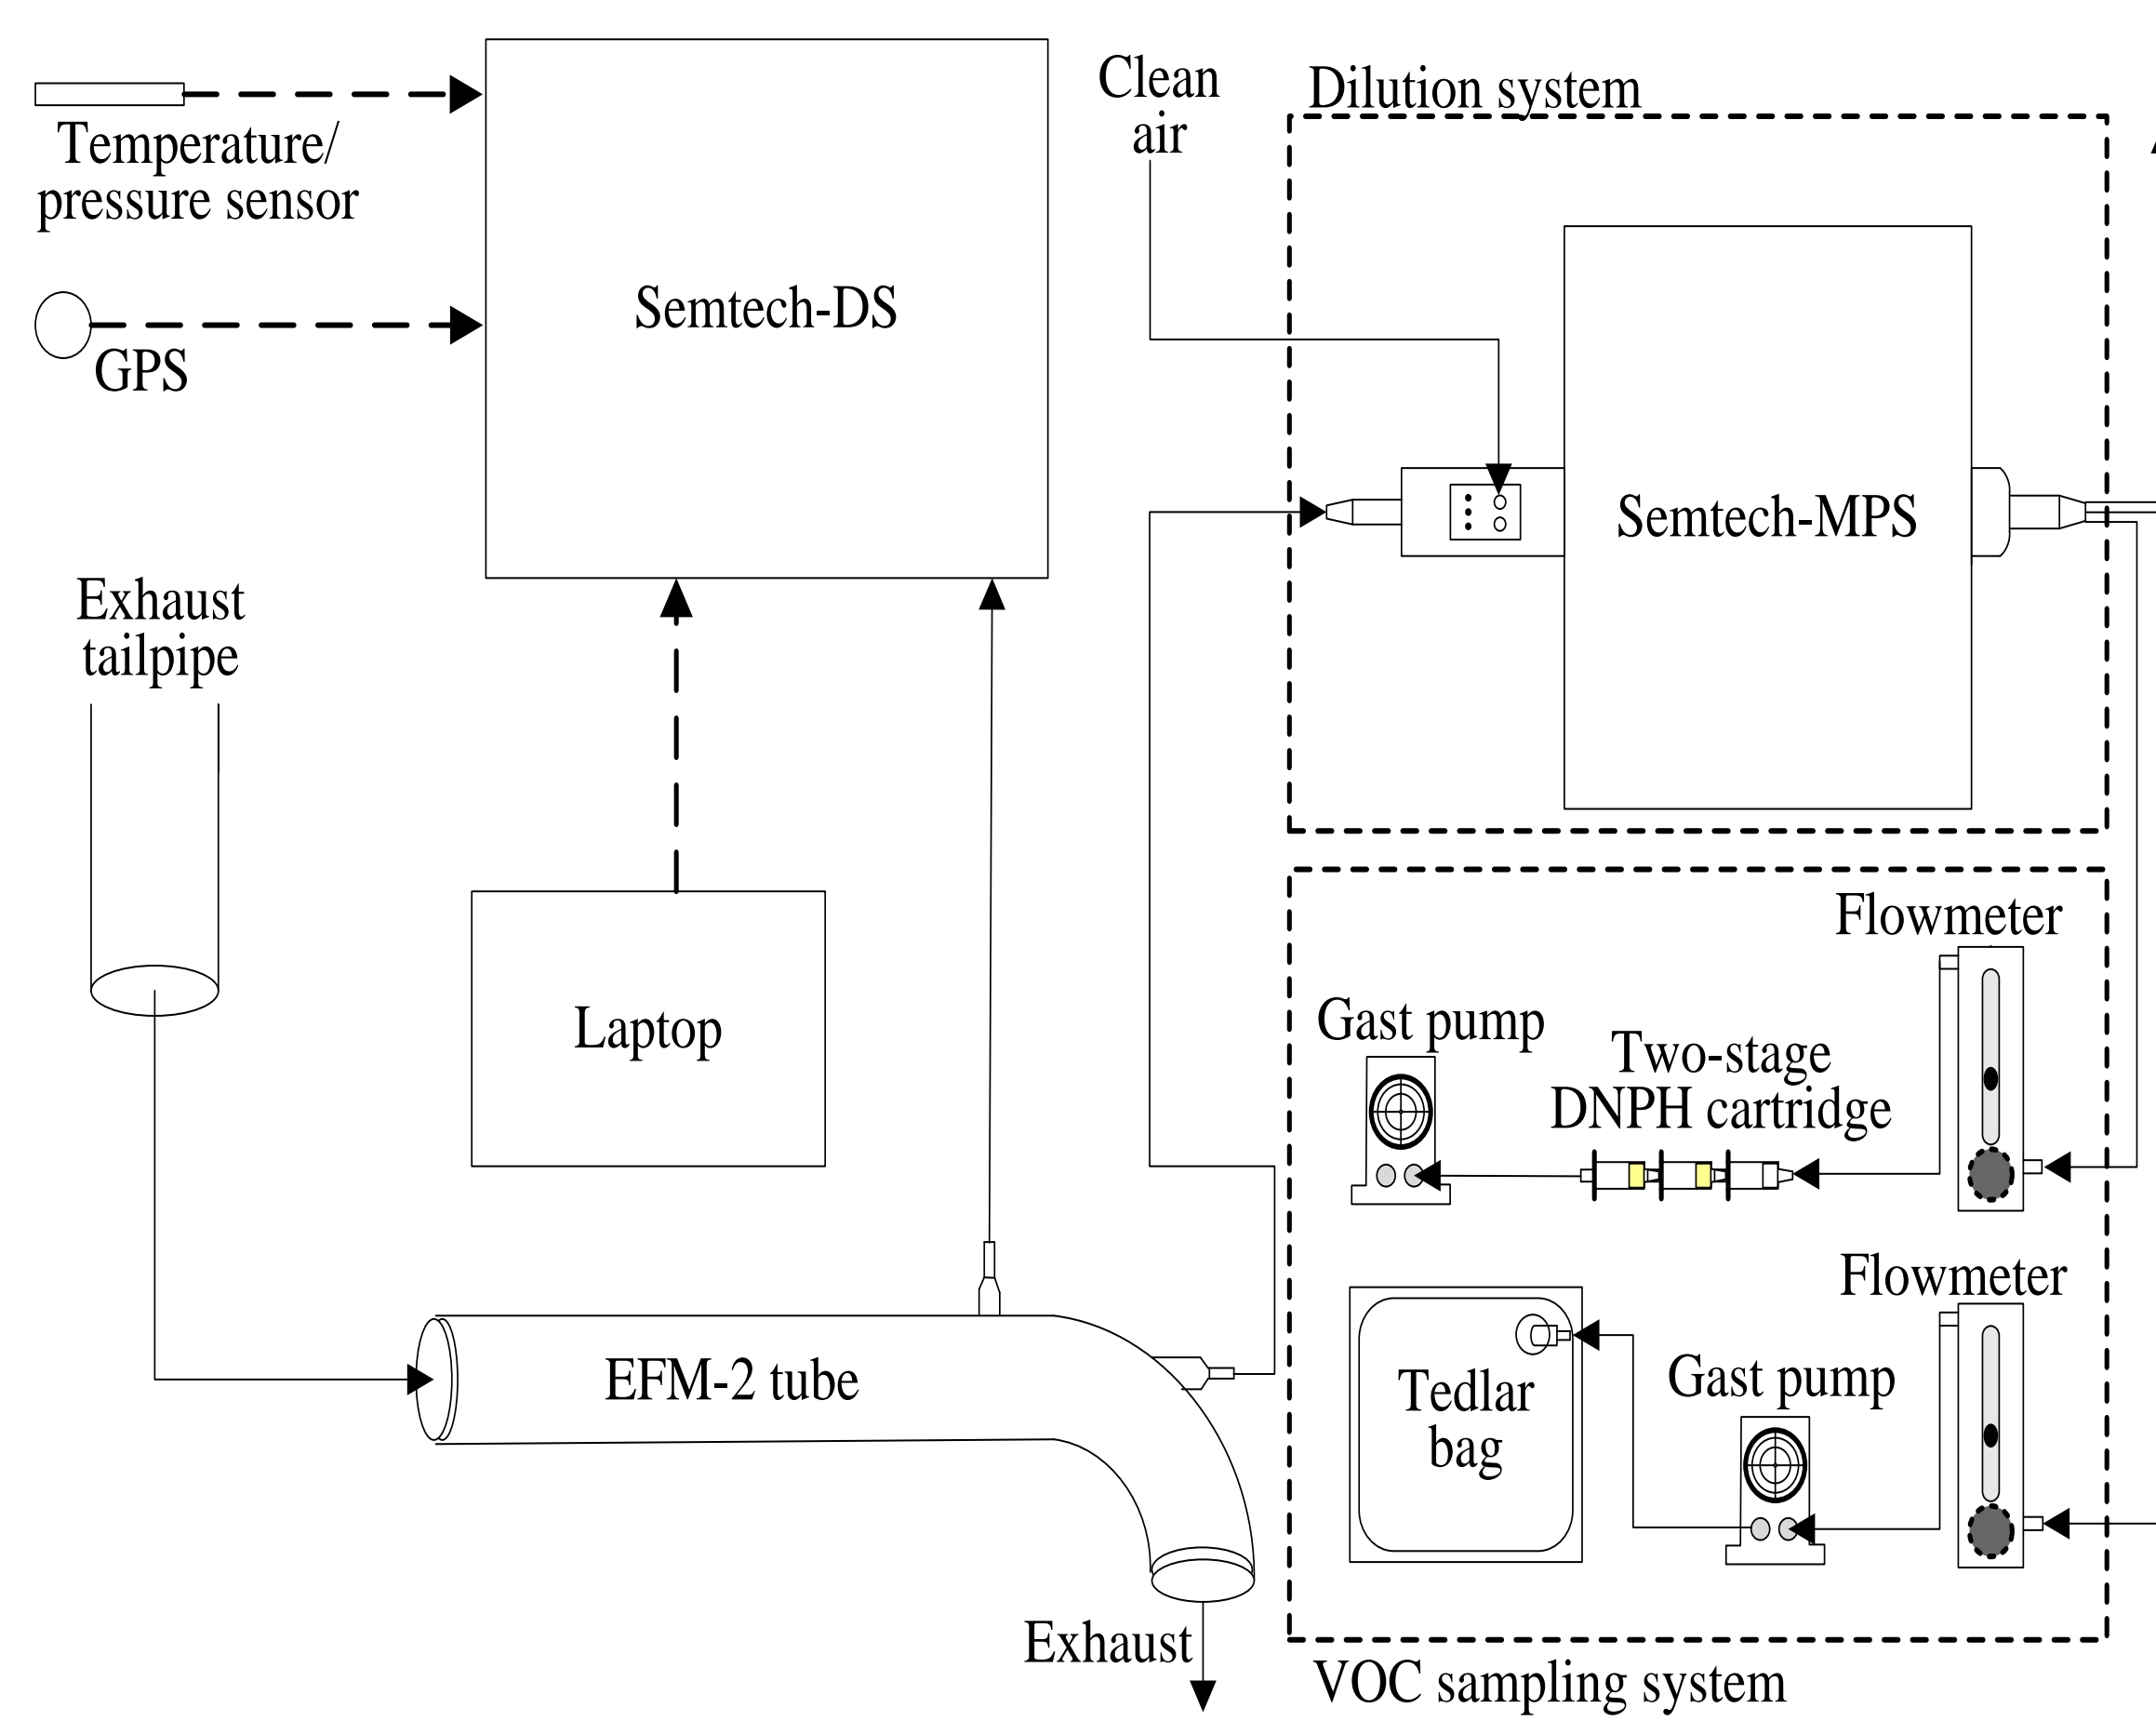 Temperature/
pressure sensor
GPS
Semtech-DS
Clean
air
Dilution system
Semtech-MPS
Exhaust
tailpipe
Laptop
EFM-2 tube
Exhaust
Flowmeter
Gast pump
Two-stage
DNPH cartridge
Flowmeter
Tedlar
bag
Gast pump
VOC sampling system